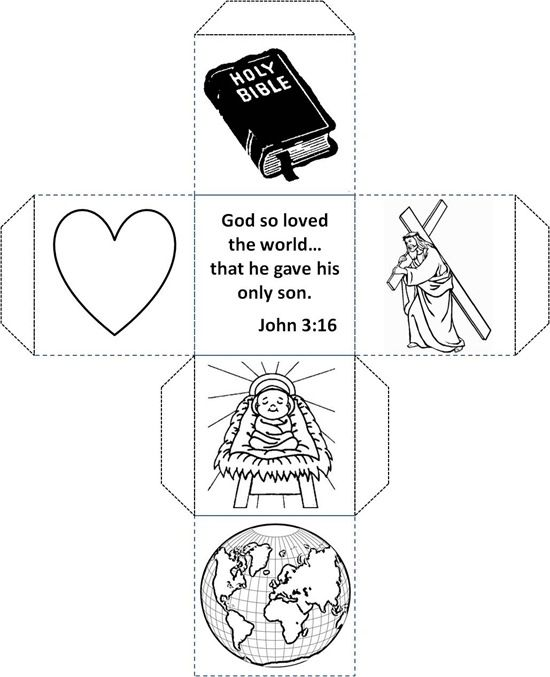 HOLY
BIBLE
God so loved
the world...
that he gave his
only son.
John 3:16